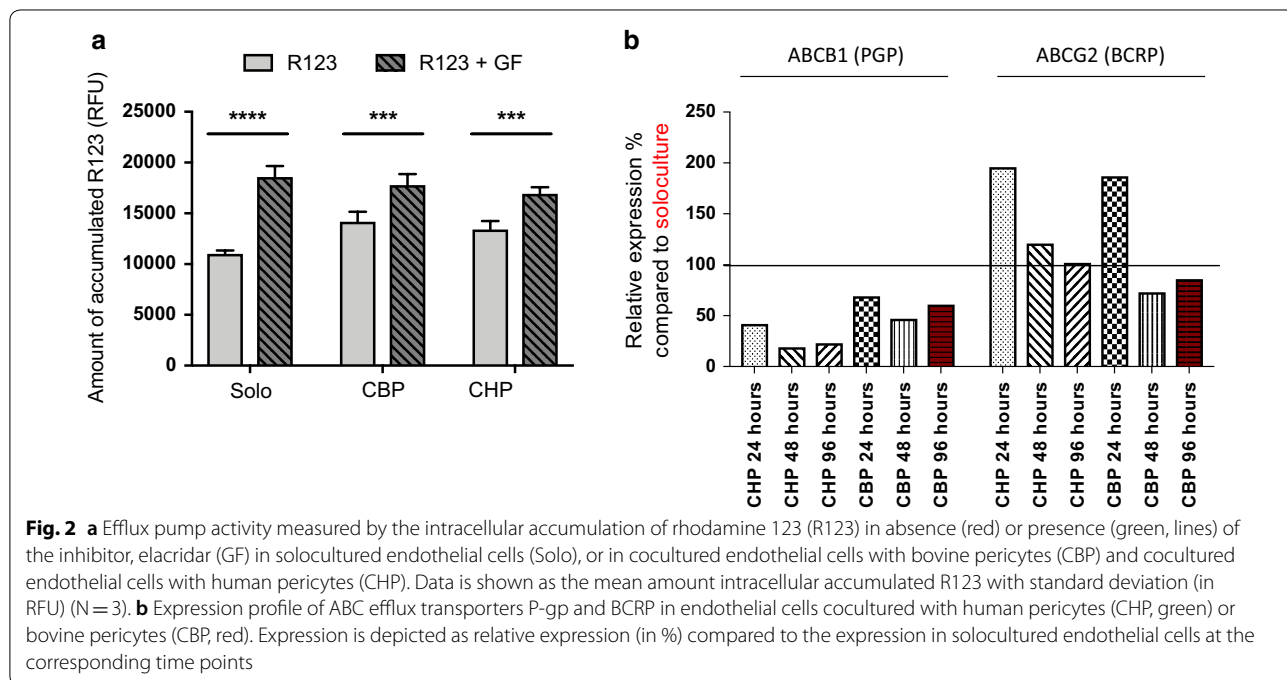 a
R123
R123 + GF
Amount of accumulated R123 (RFU)
25000
20000
15000
10000
5000
0
****
***
***
Solo
CBP
CHP
b
ABCB1 (PGP)
ABCG2 (BCRP)
Relative expression %
compared to soloculture
250
200
150
100
50
0
CHP 24 hours
CHP 48 hours
CHP 96 hours
CBP 24 hours
CBP 48 hours
CBP 96 hours
CHP 24 hours
CHP 48 hours
CHP 96 hours
CBP 24 hours
CBP 48 hours
CBP 96 hours
Fig. 2 a Efflux pump activity measured by the intracellular accumulation of rhodamine 123 (R123) in absence (red) or presence (green, lines) of
the inhibitor, elacridar (GF) in solocultured endothelial cells (Solo), or in cocultured endothelial cells with bovine pericytes (CBP) and cocultured
endothelial cells with human pericytes (CHP). Data is shown as the mean amount intracellular accumulated R123 with standard deviation (in
RFU) (N = 3). b Expression profile of ABC efflux transporters P-gp and BCRP in endothelial cells cocultured with human pericytes (CHP, green) or
bovine pericytes (CBP, red). Expression is depicted as relative expression (in %) compared to the expression in solocultured endothelial cells at the
corresponding time points